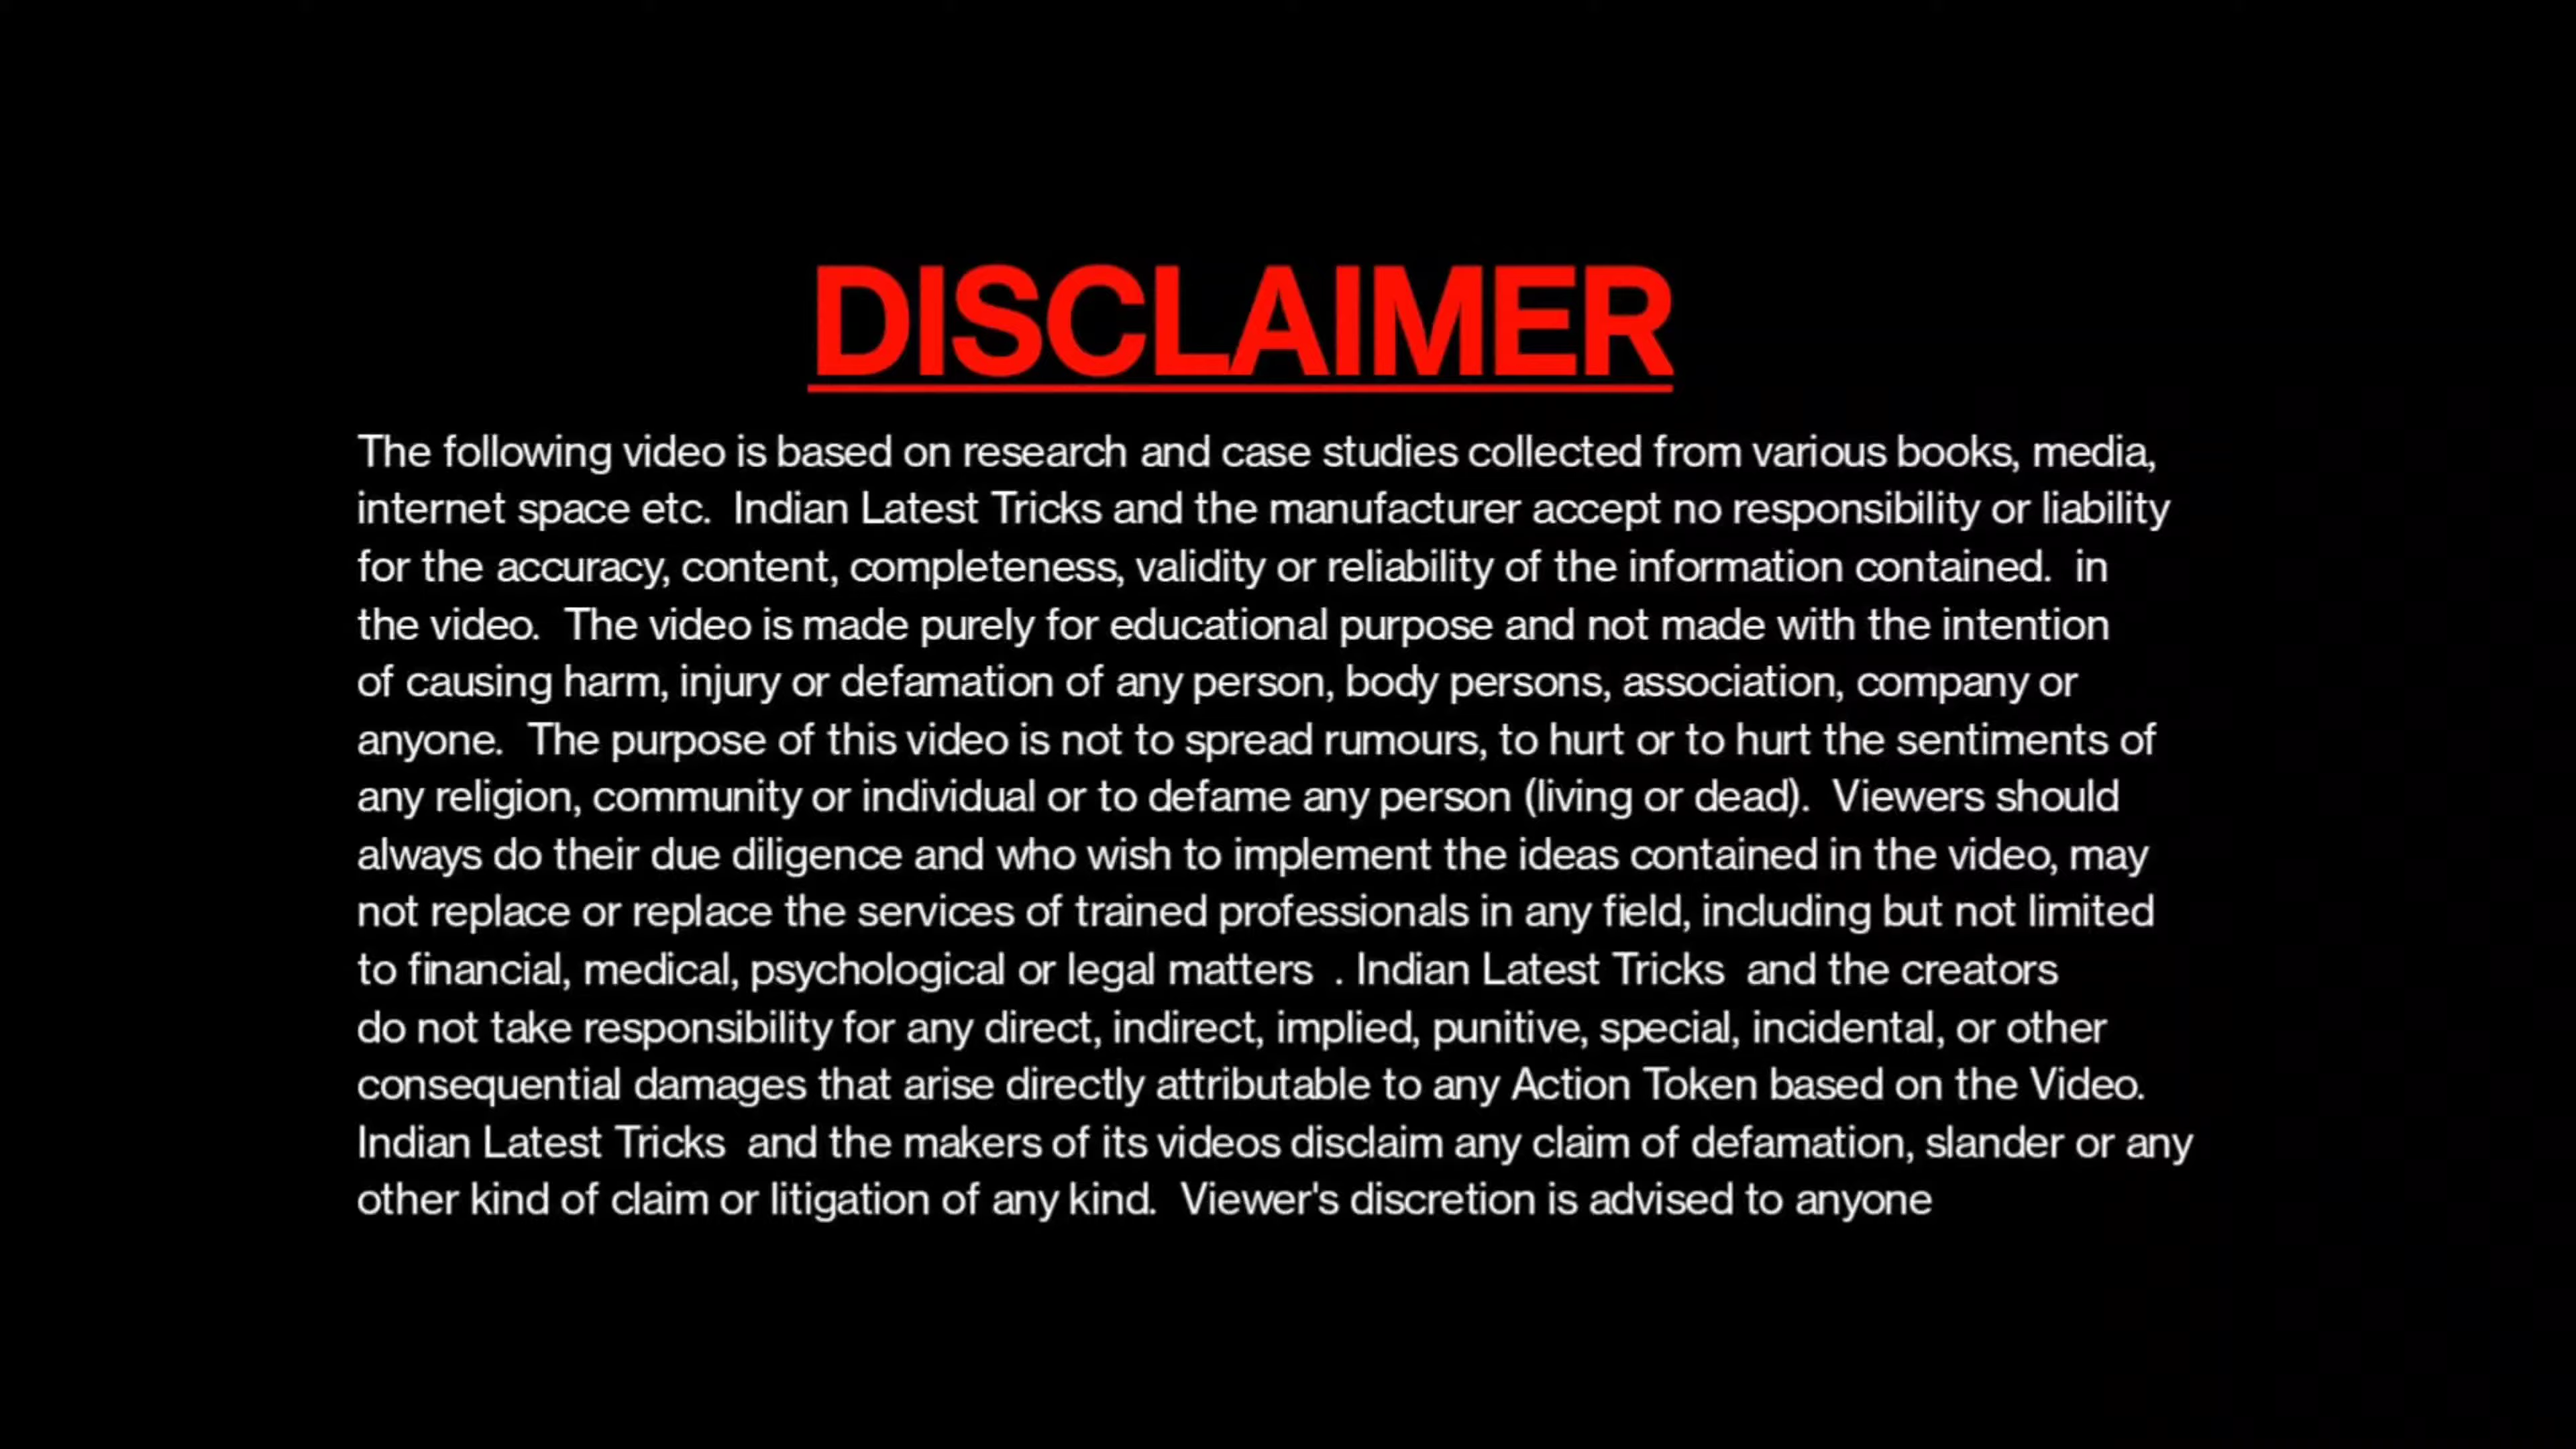 DISCLAIMER
The following video is based on research and case studies collected from various books, media,
internet space etc.  Indian Latest Tricks and the manufacturer accept no responsibility or liability
for the accuracy, content, completeness, validity or reliability of the information contained.  in
the video.  The video is made purely for educational purpose and not made with the intention
of causing harm, injury or defamation of any person, body persons, association, company or
anyone.  The purpose of this video is not to spread rumours, to hurt or to hurt the sentiments of
any religion, community or individual or to defame any person (living or dead).  Viewers should
always do their due diligence and who wish to implement the ideas contained in the video, may
not replace or replace the services of trained professionals in any field, including but not limited
to financial, medical, psychological or legal matters  . Indian Latest Tricks  and the creators
do not take responsibility for any direct, indirect, implied, punitive, special, incidental, or other
consequential damages that arise directly attributable to any Action Token based on the Video.
Indian Latest Tricks  and the makers of its videos disclaim any claim of defamation, slander or any
other kind of claim or litigation of any kind.  Viewer's discretion is advised to anyone